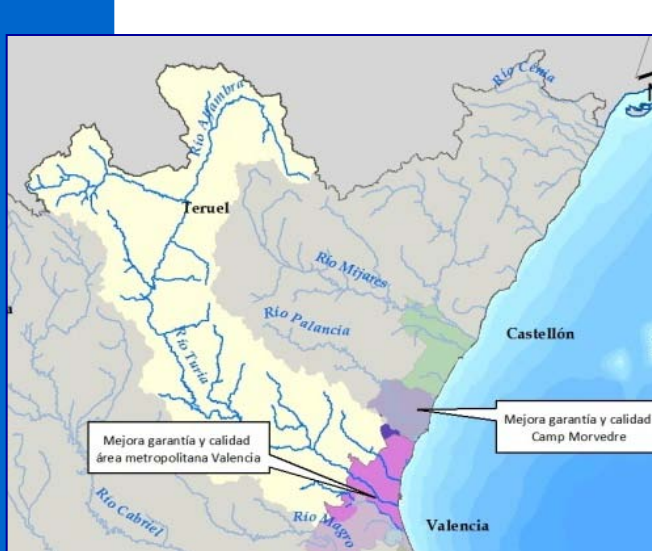 Río Cenia
Río Alfambra
Teruel
Río Mijares
Río Palancia
Castellón
Río Turia
Mejora garantía y calidad
Camp Morvedre
Mejora garantía y calidad
área metropolitana Valencia
Río Cabriel
Río Magro
Valencia